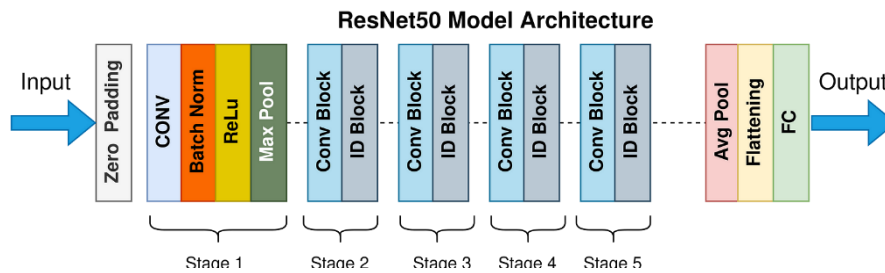 ResNet50 Model Architecture
Input
Zero Padding
CONV
Batch Norm
ReLu
Max Pool
Conv Block
ID Block
Conv Block
ID Block
Conv Block
ID Block
Conv Block
ID Block
Avg Pool
Flattening
FC
Output
Stage 1
Stage 2
Stage 3
Stage 4
Stage 5